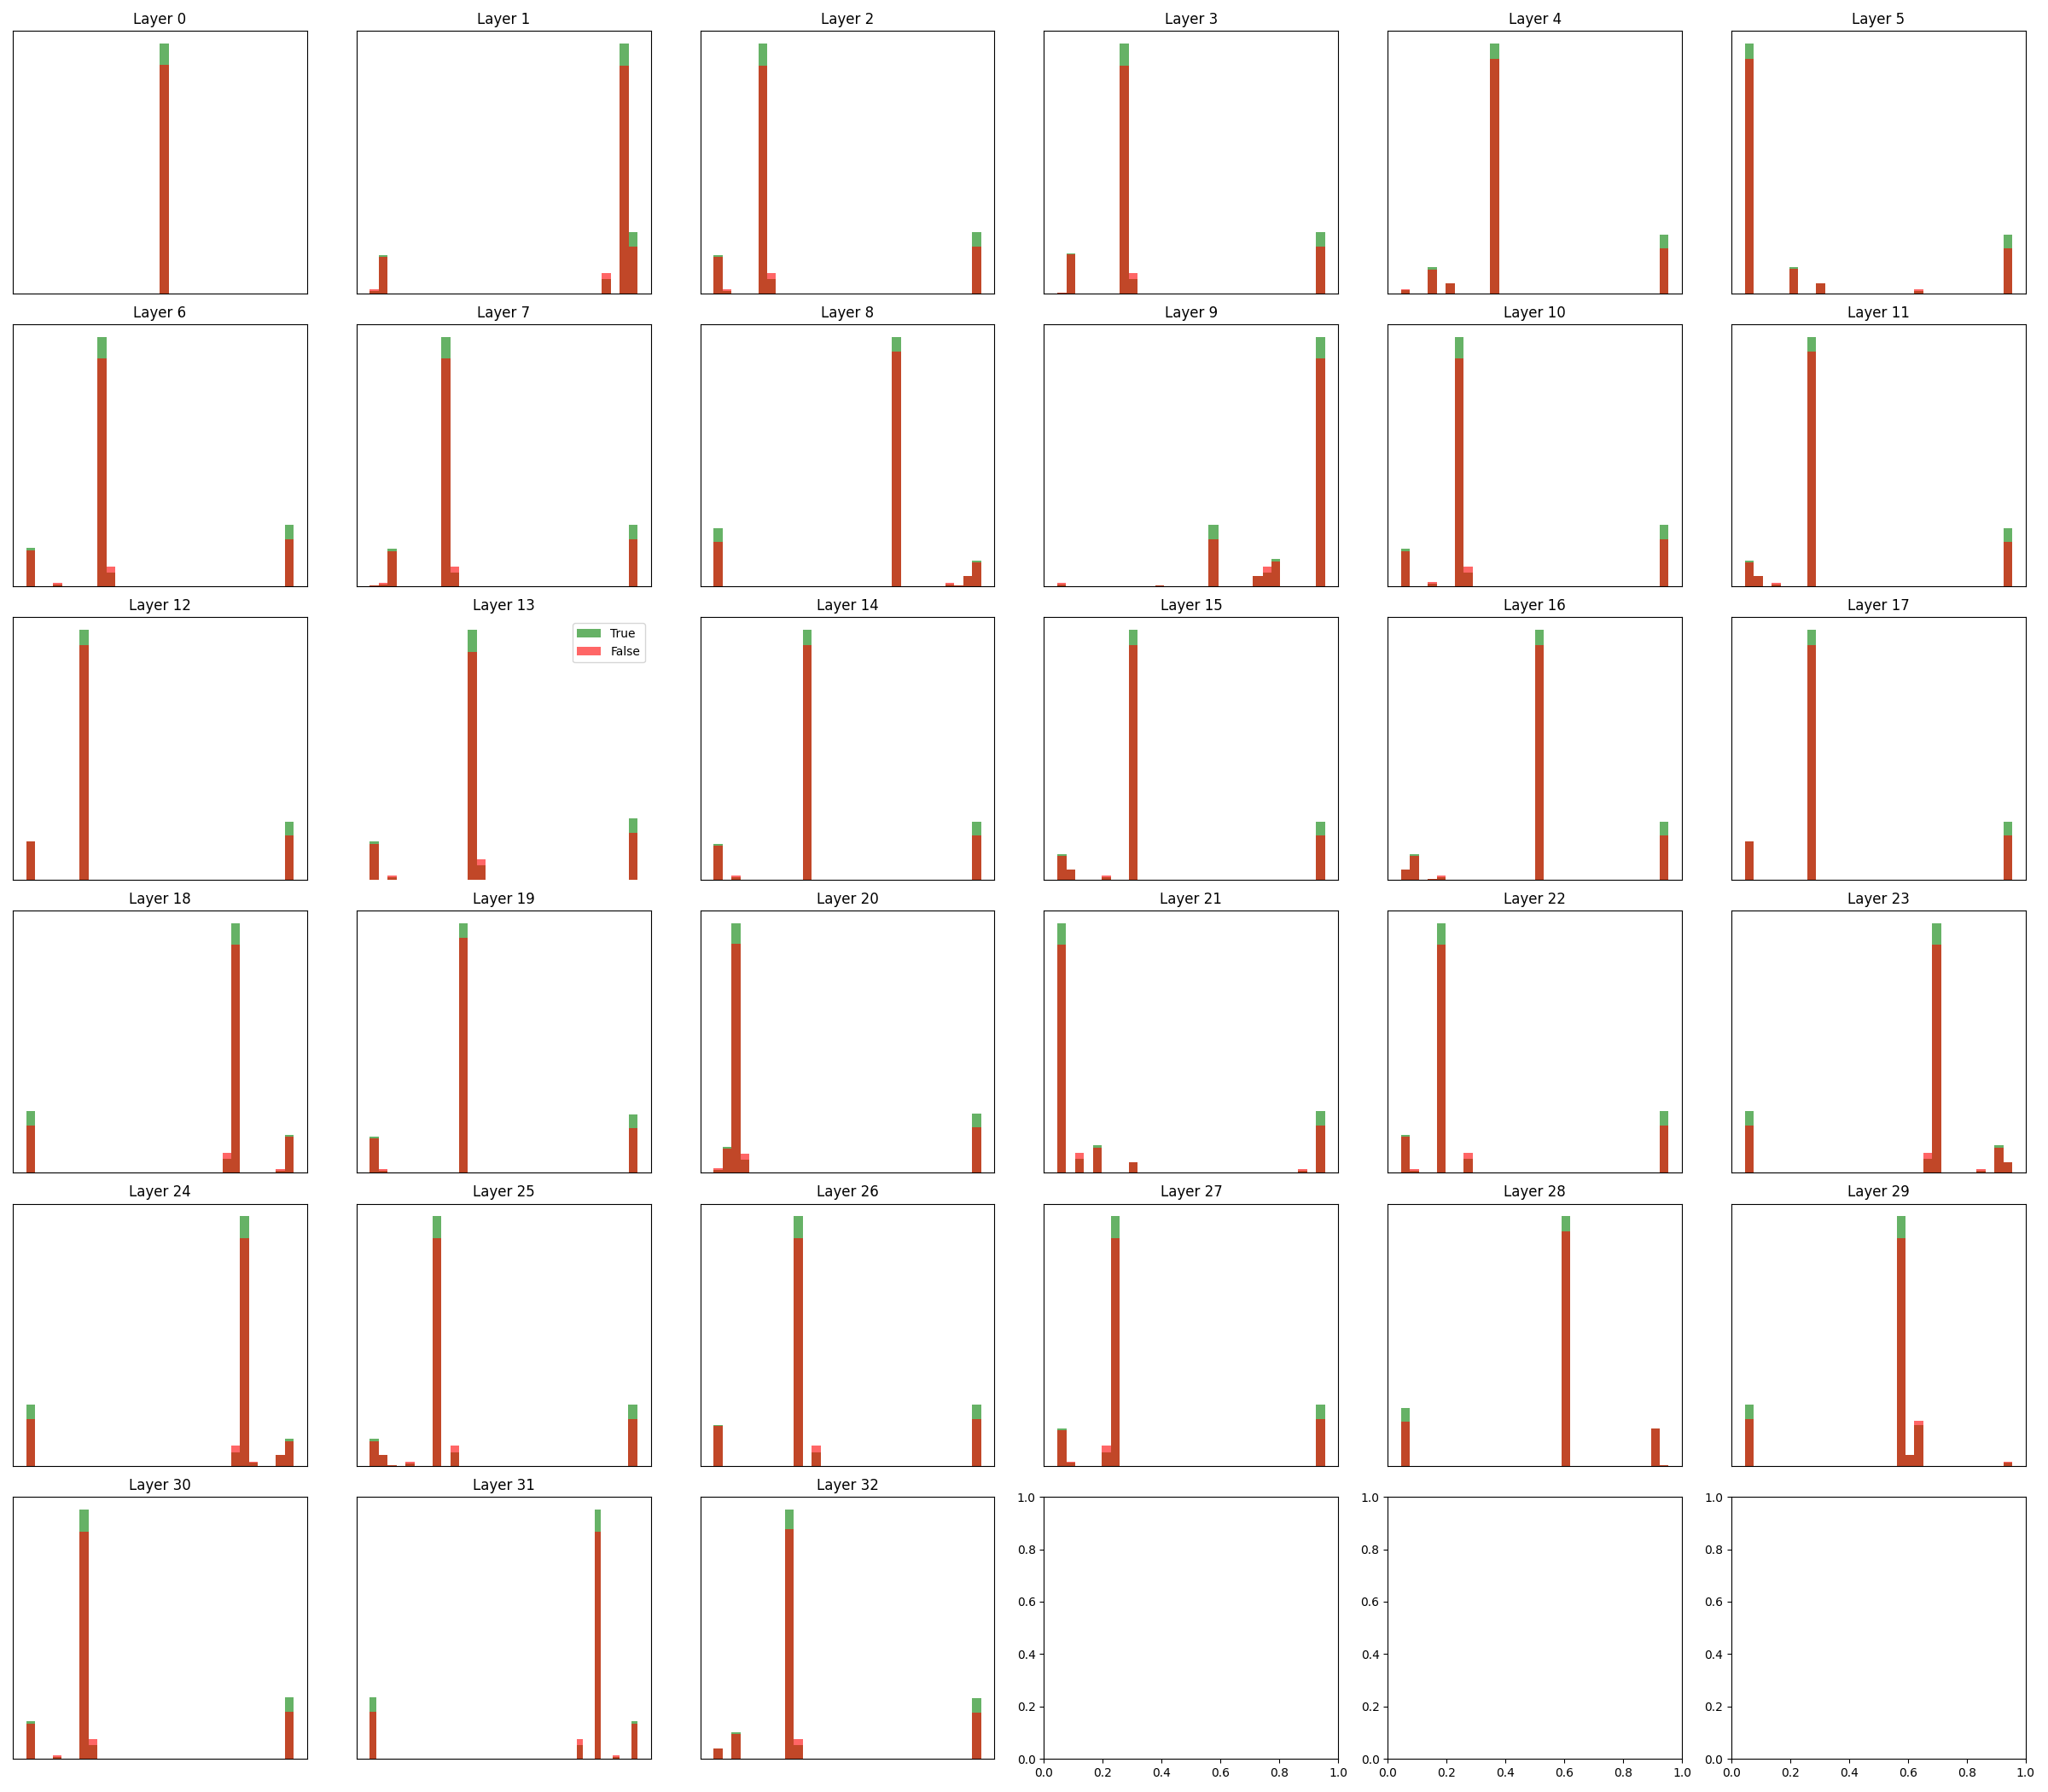 Layer 0
Layer 1
Layer 2
Layer 3
Layer 4
Layer 5
Layer 6
Layer 7
Layer 8
Layer 9
Layer 10
Layer 11
Layer 12
Layer 13
True
False
Layer 14
Layer 15
Layer 16
Layer 17
Layer 18
Layer 19
Layer 20
Layer 21
Layer 22
Layer 23
Layer 24
Layer 25
Layer 26
Layer 27
Layer 28
Layer 29
Layer 30
Layer 31
Layer 32
1.0
0.8
0.6
0.4
0.2
0.0
0.0 0.2 0.4 0.6 0.8 1.0
1.0
0.8
0.6
0.4
0.2
0.0
0.0 0.2 0.4 0.6 0.8 1.0
1.0
0.8
0.6
0.4
0.2
0.0
0.0 0.2 0.4 0.6 0.8 1.0